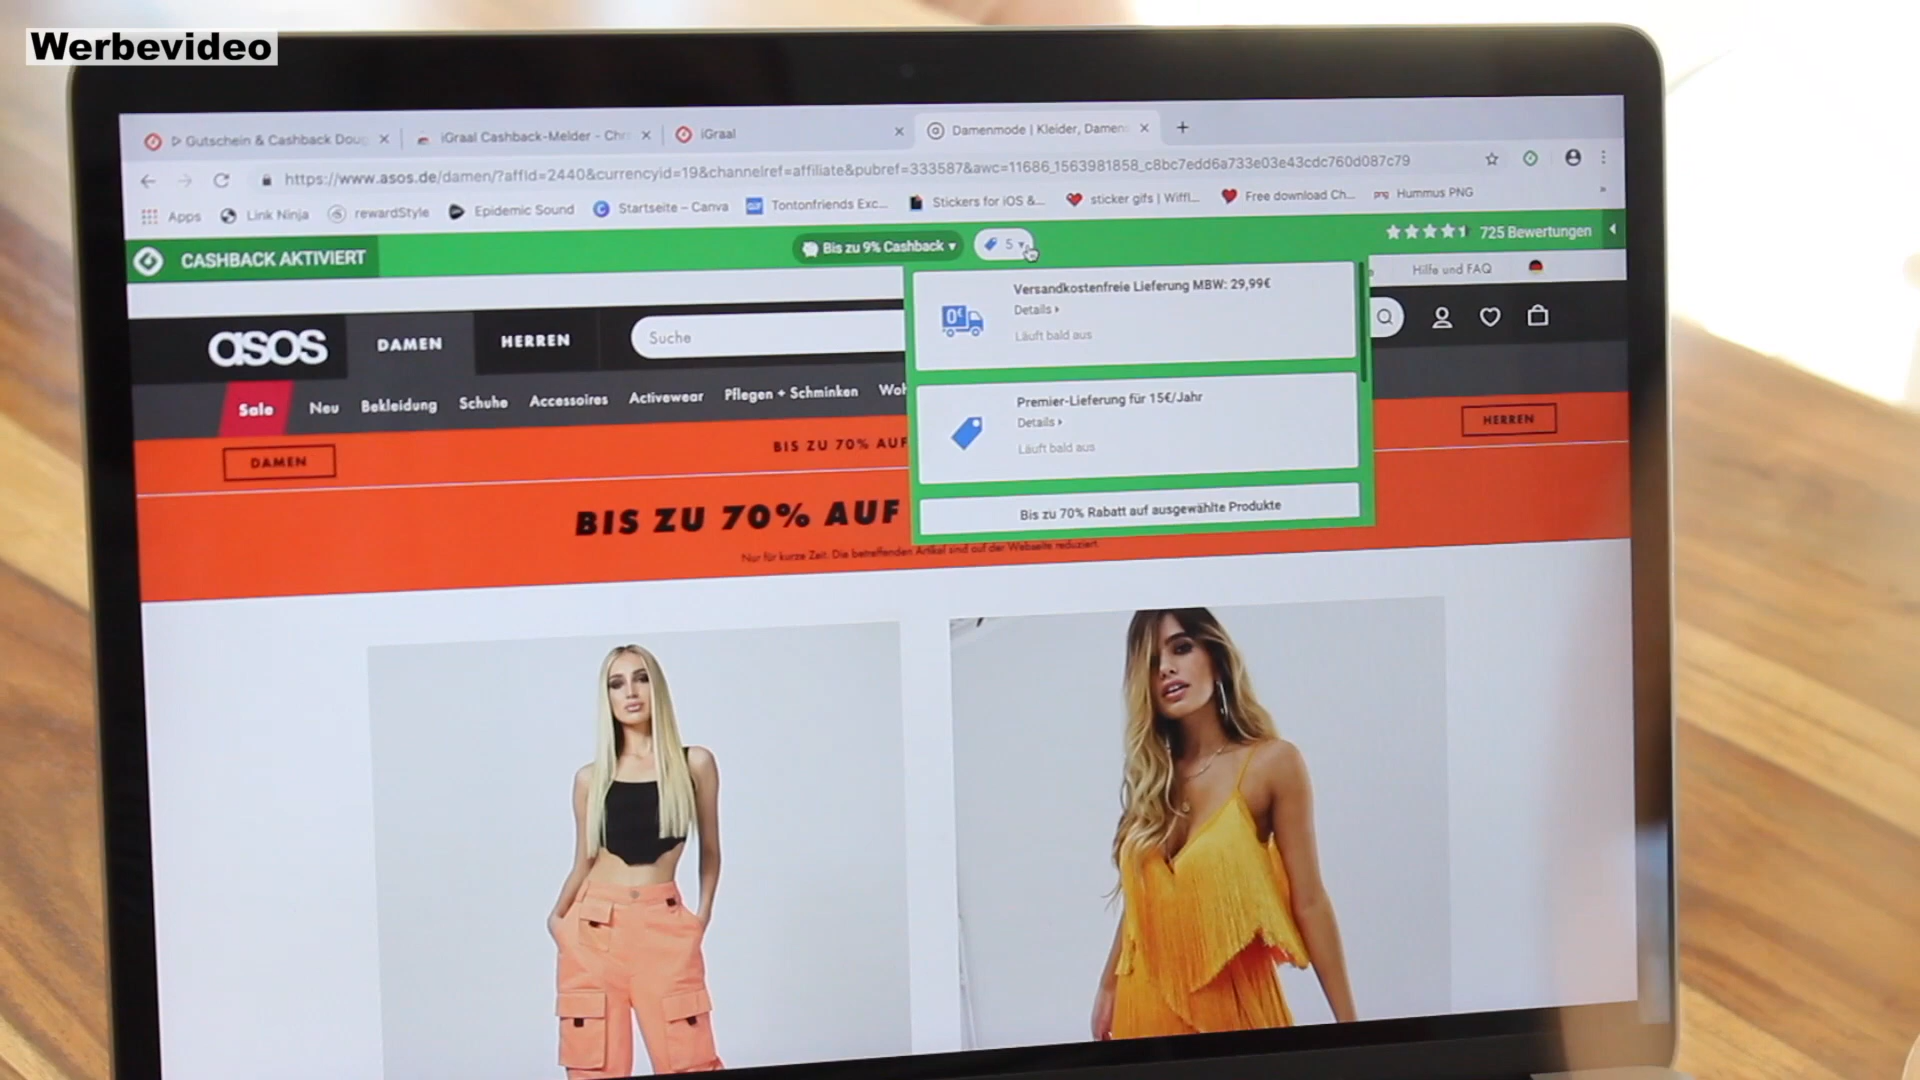 Werbevideo
Gutschein & Cashback Doug
iGraal Cashback-Melder - Chr
iGraal
Damenmode | Kleider, Damen
https://www.asos.de/damen/?affId=2440&currencyid=19&channelref=affiliate&pubref=333587&awc=11686_1563981858_c8bc7edd6a733e03e43cdc760d087c79
Apps
Link Ninja
rewardStyle
Epidemic Sound
Startseite – Canva
Tontonfriends Exc...
Stickers for iOS &...
sticker gifs | Wiffl...
Free download Ch...
png Hummus PNG
CASHBACK AKTIVIERT
Bis zu 9% Cashback
5
725 Bewertungen
Hilfe und FAQ
asos
DAMEN
HERREN
Suche
Versandkostenfreie Lieferung MBW: 29,99€
Details
Läuft bald aus
0€
Sale
Neu
Bekleidung
Schuhe
Accessoires
Activewear
Pflegen + Schminken
Woh
Premier-Lieferung für 15€/Jahr
Details
Läuft bald aus
DAMEN
BIS ZU 70% AUF
HERREN
BIS ZU 70% AUF
Bis zu 70% Rabatt auf ausgewählte Produkte
Nur für kurze Zeit. Die betreffenden Artikel sind auf der Webseite reduziert.